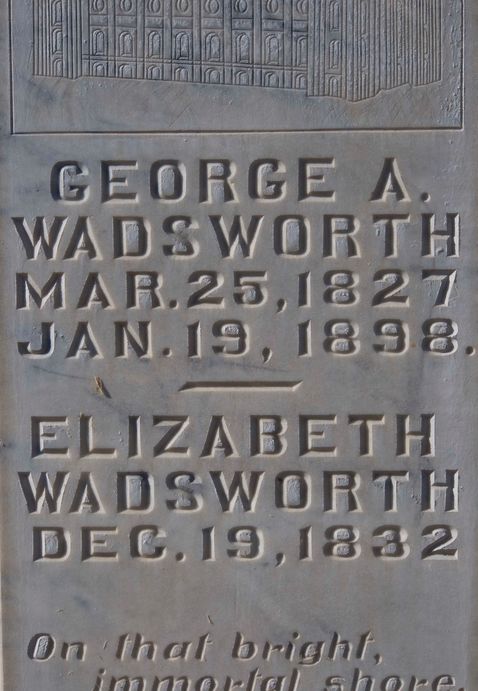 GEORGE A.
WADSWORTH
MAR. 25, 1827
JAN. 19, 1898.
ELIZABETH
WADSWORTH
DEC. 19, 1832
On that bright,
immortal shore.